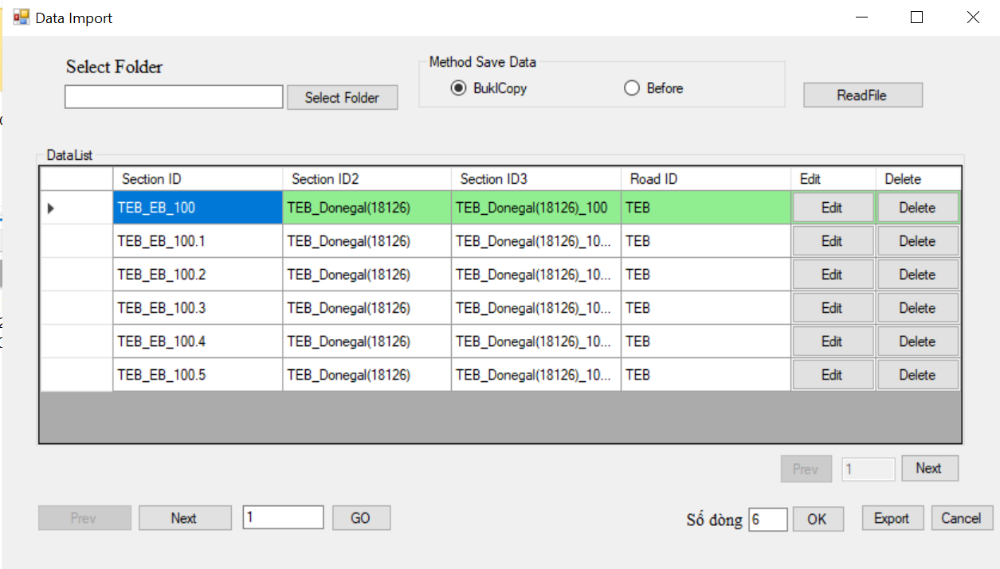 Data Import
Select Folder
Select Folder
Method Save Data
BuklCopy Before
ReadFile
DataList
Section ID Section ID2 Section ID3 Road ID Edit Delete
TEB_EB_100 TEB_Donegal(18126) TEB_Donegal(18126)_100 TEB Edit Delete
TEB_EB_100.1 TEB_Donegal(18126) TEB_Donegal(18126)_10... TEB Edit Delete
TEB_EB_100.2 TEB_Donegal(18126) TEB_Donegal(18126)_10... TEB Edit Delete
TEB_EB_100.3 TEB_Donegal(18126) TEB_Donegal(18126)_10... TEB Edit Delete
TEB_EB_100.4 TEB_Donegal(18126) TEB_Donegal(18126)_10... TEB Edit Delete
TEB_EB_100.5 TEB_Donegal(18126) TEB_Donegal(18126)_10... TEB Edit Delete
Prev 1 Next
Prev Next 1 GO Số dòng 6 OK Export Cancel